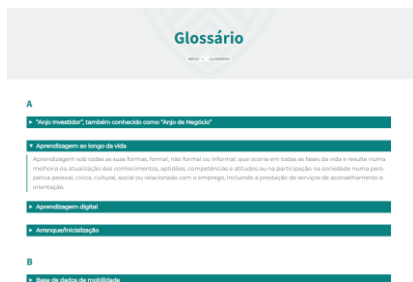 Glossário
INÍCIO > GLOSSÁRIO
A
"Anjo Investidor", também conhecido como "Anjo de Negócio"
Aprendizagem ao longo da vida
Aprendizagem sob todas as suas formas, formal, não formal ou informal, que ocorra em todas as fases da vida e resulte numa
melhoria ou atualização dos conhecimentos, aptidões, competências e atitudes ou na participação na sociedade numa pers-
petiva pessoal, cívica, cultural, social ou relacionada com o emprego, incluindo a prestação de serviços de aconselhamento e
orientação.
Aprendizagem digital
Arranque/Inicialização
B
Base de dados de mobilidade